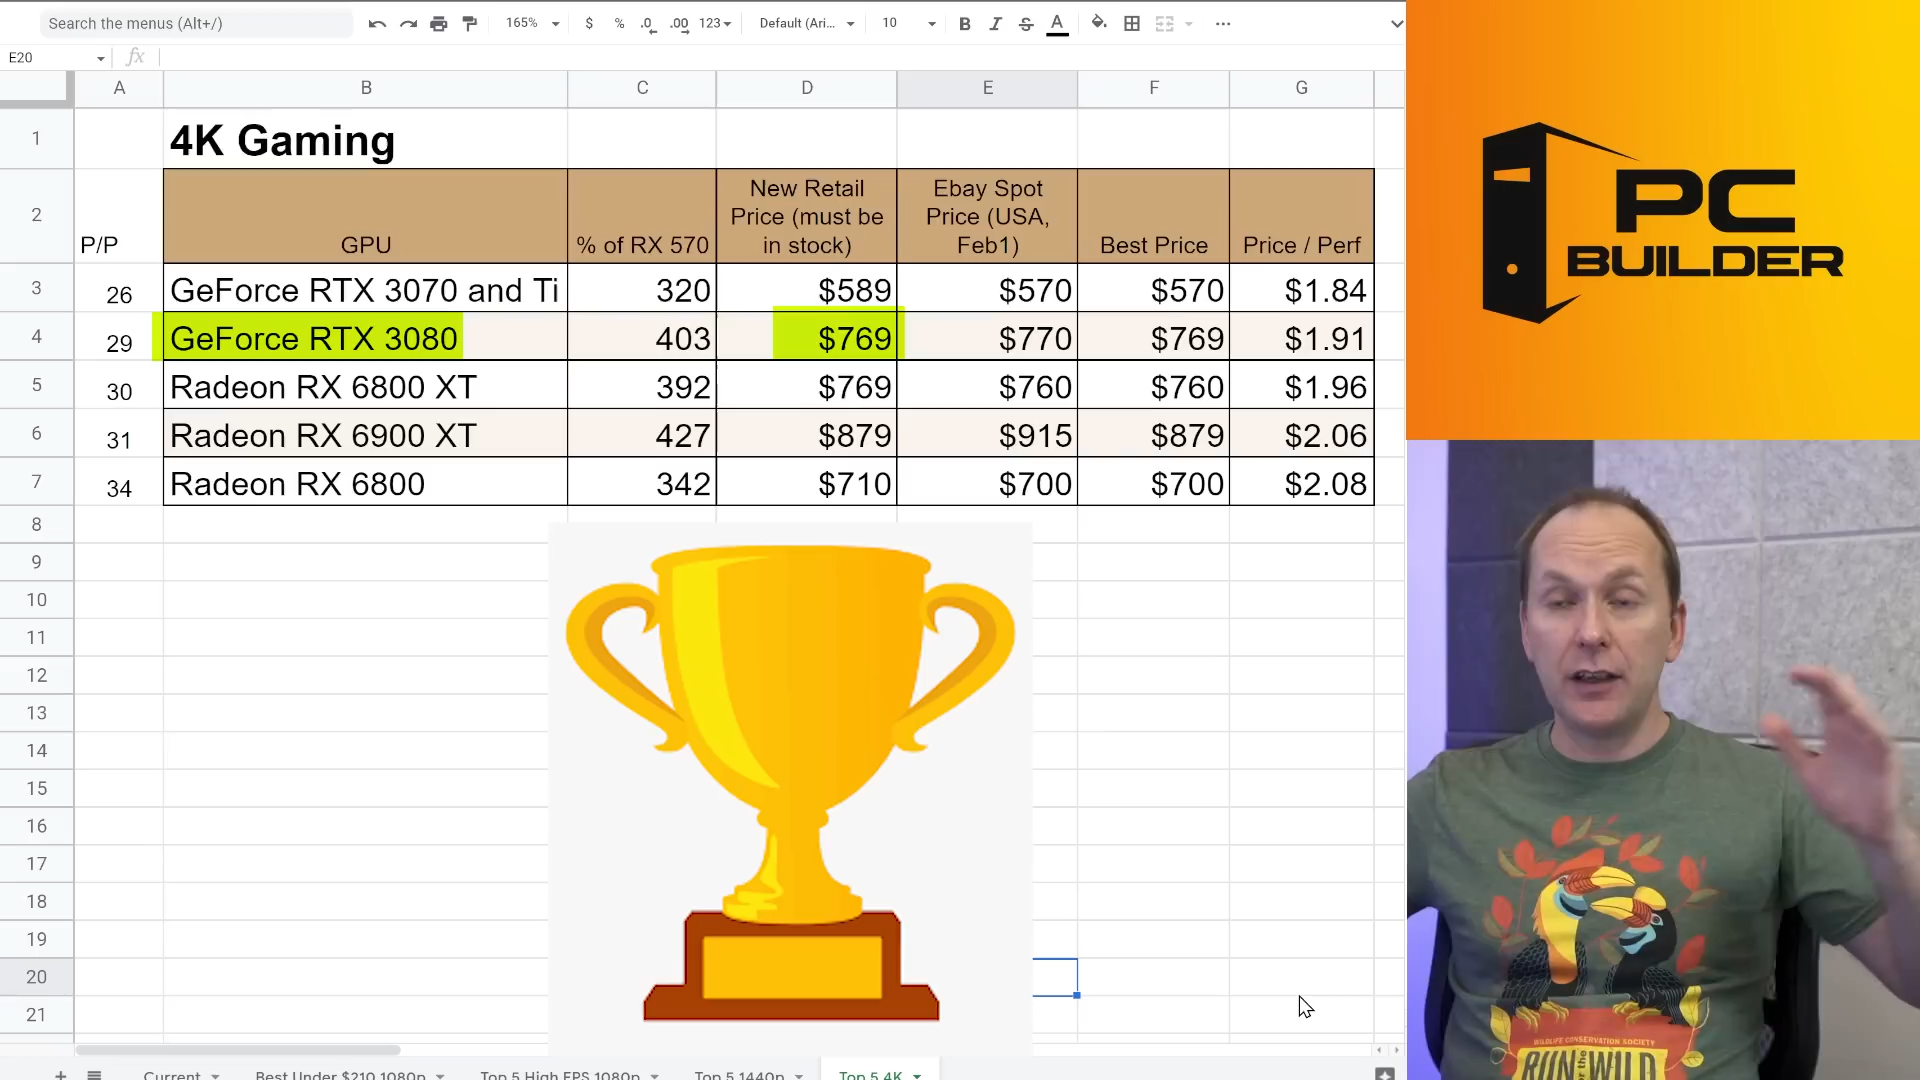 Search the menus (Alt+/)
165%
$
%
.0
.00
123
Default (Ari...
10
B
I
S
A
E20
fx
A B C D E F G
1 4K Gaming
2 P/P GPU % of RX 570 New Retail Price (must be in stock) Ebay Spot Price (USA, Feb1) Best Price Price / Perf
3 26 GeForce RTX 3070 and Ti 320 $589 $570 $570 $1.84
4 29 GeForce RTX 3080 403 $769 $770 $769 $1.91
5 30 Radeon RX 6800 XT 392 $769 $760 $760 $1.96
6 31 Radeon RX 6900 XT 427 $879 $915 $879 $2.06
7 34 Radeon RX 6800 342 $710 $700 $700 $2.08
8
9
10
11
12
13
14
15
16
17
18
19
20
21
Current
Best Under $210 1080p
Top 5 High FPS 1080p
Top 5 1440p
Top 5 4K
PC
BUILDER
WILDLIFE CONSERVATION SOCIETY
RUN for the WILD